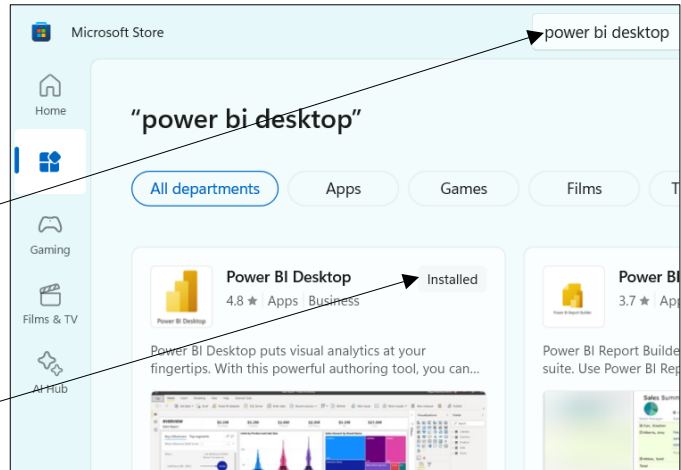 Microsoft Store
power bi desktop
Home
“power bi desktop”
All departments
Apps
Games
Films
T
Gaming
Power BI Desktop
Installed
4.8 ★ Apps Business
Power BI Desktop
Power BI
3.7 ★ App
Power BI Report Builder
Films & TV
Power BI Desktop puts visual analytics at your
fingertips. With this powerful authoring tool, you can...
Power BI Report Builde
suite. Use Power BI Rep
AI Hub
OVERVIEW
Sales Summ